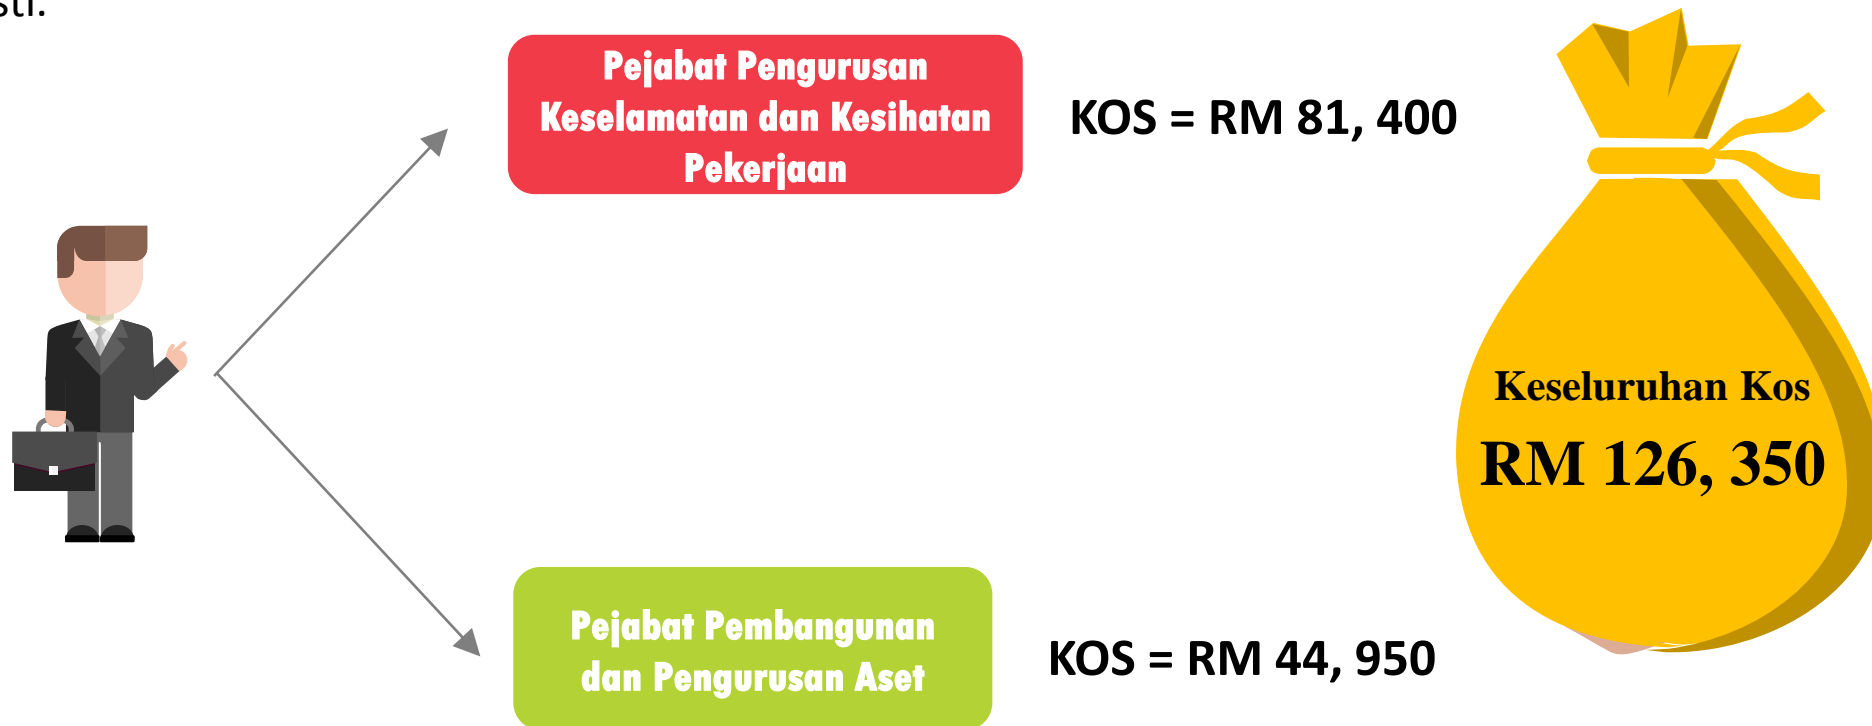 Pejabat Pengurusan
Keselamatan dan Kesihatan
Pekerjaan
KOS = RM 81, 400
Keseluruhan Kos
RM 126, 350
Pejabat Pembangunan
dan Pengurusan Aset
KOS = RM 44, 950